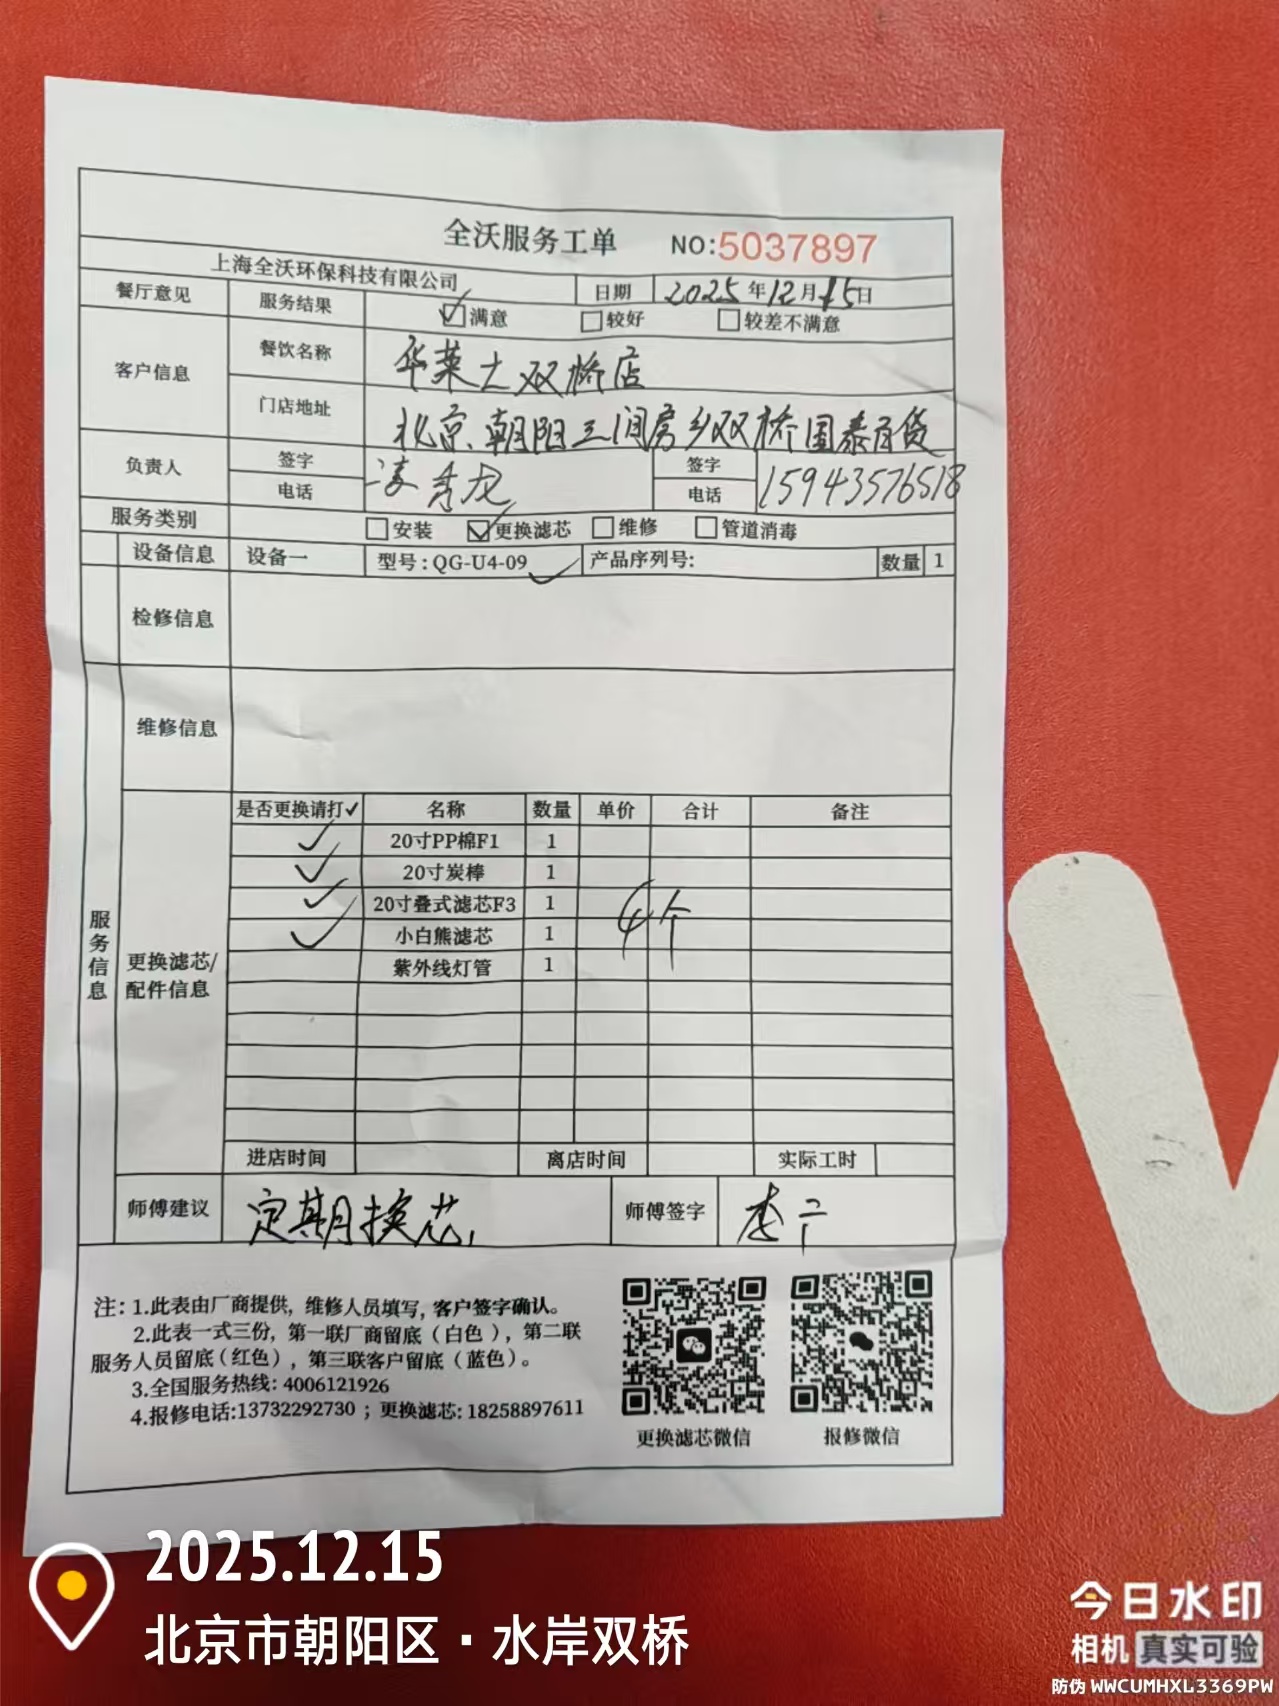 全沃服务工单 NO:5037897
上海全沃环保科技有限公司 日期 2025年12月15日
餐厅意见 服务结果 满意 较好 较差不满意
客户信息 餐饮名称 华莱士双桥店
门店地址 北京、朝阳三间房乡双桥国泰百货
负责人 签字 秀龙 签字
电话 电话 15943576518
服务类别 安装 更换滤芯 维修 管道消毒
设备信息 设备一 型号:QG-U4-09 产品序列号: 数量 1
检修信息
维修信息
服务信息
更换滤芯/配件信息
是否更换请打✓ 名称 数量 单价 合计 备注
✓ 20寸PP棉F1 1
✓ 20寸炭棒 1
✓ 20寸叠式滤芯F3 1 4个
✓ 小白熊滤芯 1
紫外线灯管 1
进店时间 离店时间 实际工时
师傅建议 定期换芯 师傅签字 李
注: 1.此表由厂商提供, 维修人员填写, 客户签字确认。
2.此表一式三份, 第一联厂商留底(白色), 第二联
服务人员留底(红色), 第三联客户留底(蓝色)。
3.全国服务热线: 4006121926
4.报修电话:13732292730 ; 更换滤芯: 18258897611
更换滤芯微信 报修微信
2025.12.15
北京市朝阳区·水岸双桥
今日水印
相机 真实可验
防伪 WWCUMHXL3369PW